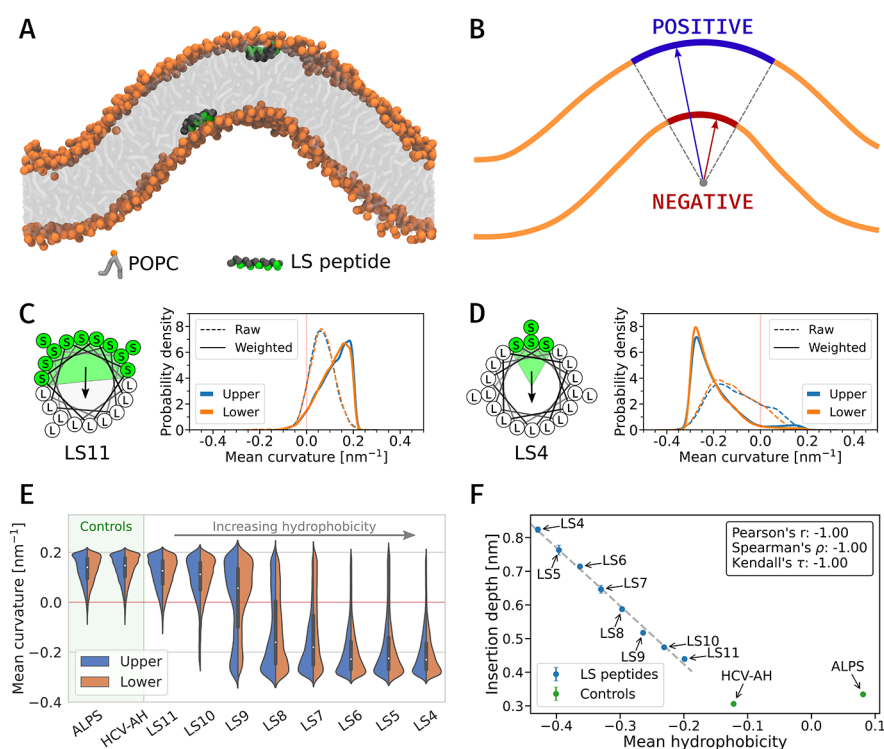 A
POPC
LS peptide
B
POSITIVE
NEGATIVE
C
S S S S S S S S S S S
L L L L L L L
LS11
Probability density
8
6
4
2
0
Raw
Weighted
Upper
Lower
-0.4 -0.2 0.0 0.2 0.4
Mean curvature [nm⁻¹]
D
S
S S S
L L L L L L L L L L L L L L
LS4
Probability density
8
6
4
2
0
Raw
Weighted
Upper
Lower
-0.4 -0.2 0.0 0.2 0.4
Mean curvature [nm⁻¹]
E
Controls
Increasing hydrophobicity
Mean curvature [nm⁻¹]
0.2
0.0
−0.2
−0.4
Upper
Lower
ALPS HCV-AH LS11 LS10 LS9 LS8 LS7 LS6 LS5 LS4
F
Insertion depth [nm]
0.8
0.7
0.6
0.5
0.4
0.3
Pearson's r: -1.00
Spearman's ρ: -1.00
Kendall's τ: -1.00
LS4
LS5
LS6
LS7
LS8
LS9
LS10
LS11
HCV-AH
ALPS
LS peptides
Controls
−0.4 −0.3 −0.2 −0.1 0.0 0.1
Mean hydrophobicity